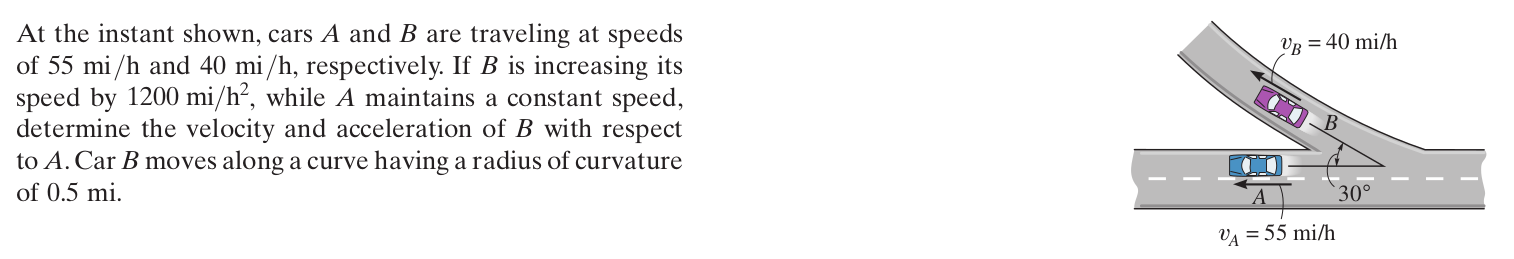 At the instant shown, cars A and B are traveling at speeds
of 55 mi/h and 40 mi/h, respectively. If B is increasing its
speed by 1200 mi/h², while A maintains a constant speed,
determine the velocity and acceleration of B with respect
to A. Car B moves along a curve having a radius of curvature
of 0.5 mi.
v_B = 40 mi/h
B
30°
A
v_A = 55 mi/h